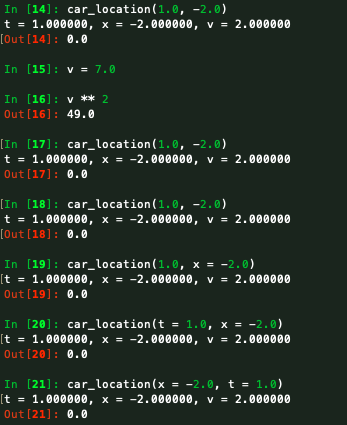 In [14]: car_location(1.0, -2.0)
t = 1.000000, x = -2.000000, v = 2.000000
Out[14]: 0.0
In [15]: v = 7.0
In [16]: v ** 2
Out[16]: 49.0
In [17]: car_location(1.0, -2.0)
t = 1.000000, x = -2.000000, v = 2.000000
Out[17]: 0.0
In [18]: car_location(1.0, -2.0)
t = 1.000000, x = -2.000000, v = 2.000000
Out[18]: 0.0
In [19]: car_location(1.0, x = -2.0)
t = 1.000000, x = -2.000000, v = 2.000000
Out[19]: 0.0
In [20]: car_location(t = 1.0, x = -2.0)
t = 1.000000, x = -2.000000, v = 2.000000
Out[20]: 0.0
In [21]: car_location(x = -2.0, t = 1.0)
t = 1.000000, x = -2.000000, v = 2.000000
Out[21]: 0.0